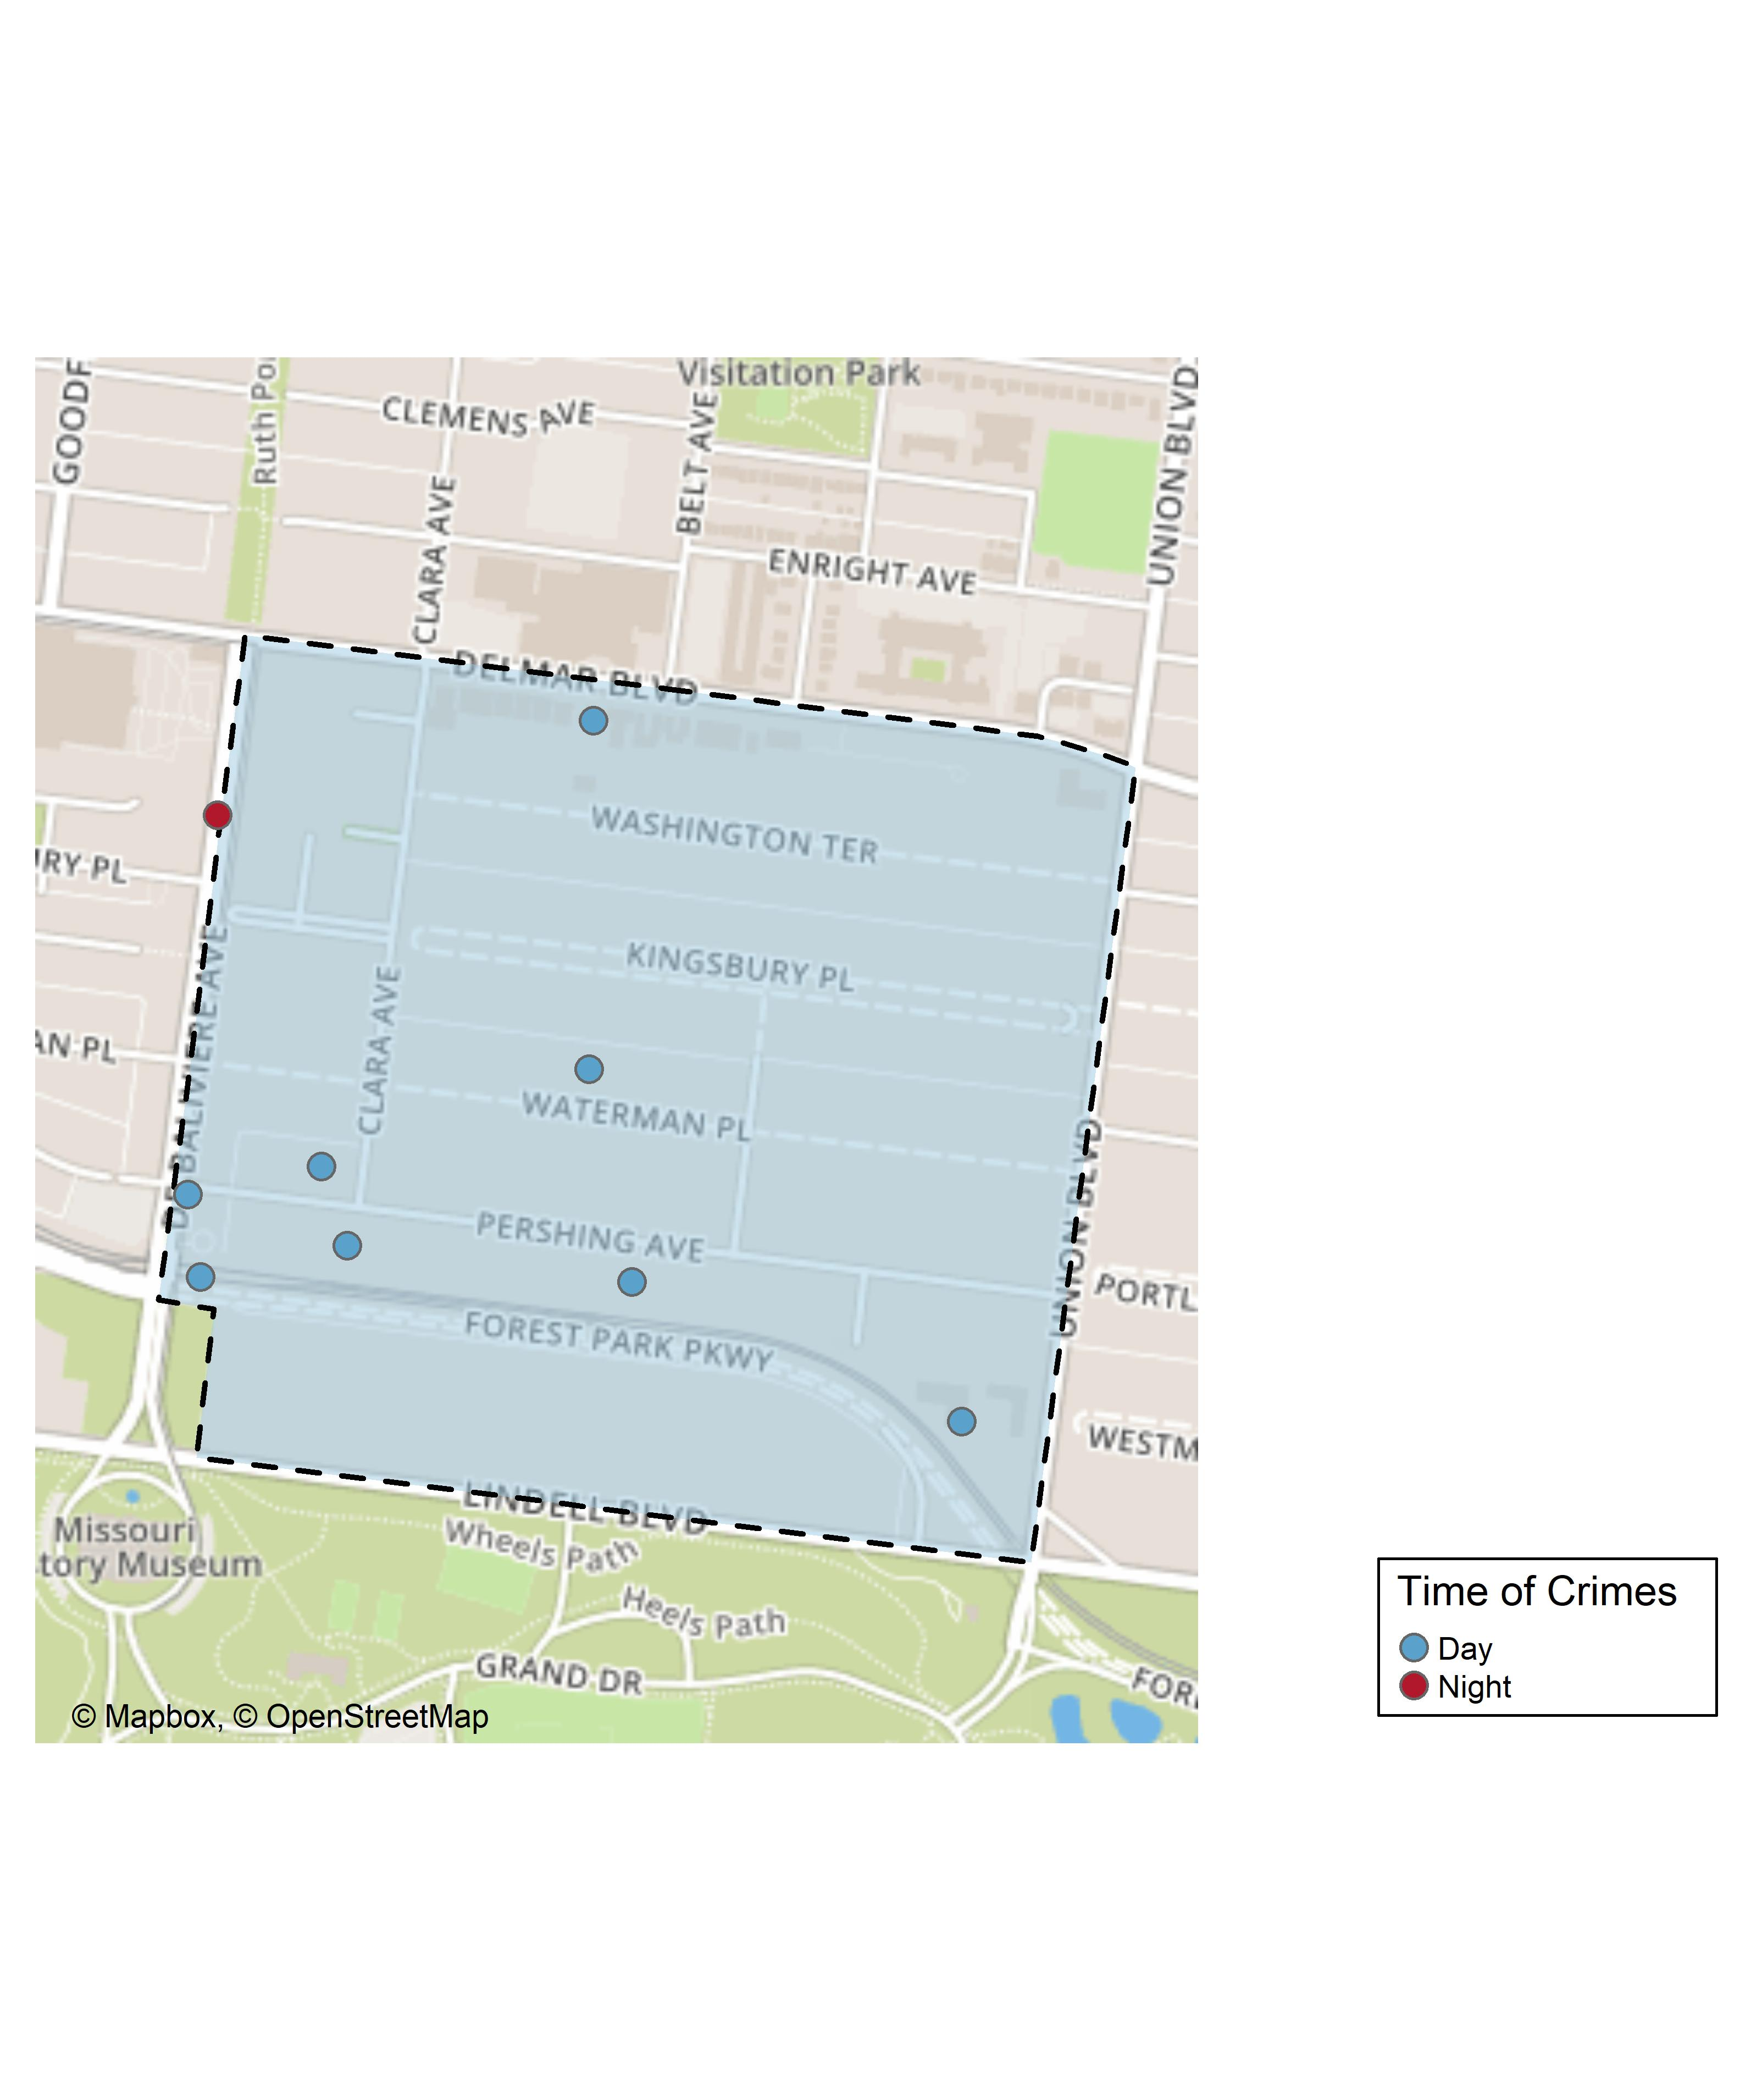 Visitation Park
GOODF
Ruth Po
CLEMENS AVE
BELT AVE
UNION BLVD
CLARA AVE
ENRIGHT AVE
DELMAR BLVD
WASHINGTON TER
IRY PL
KINGSBURY PL
DE BALIVIERE AVE
CLARA AVE
AN PL
WATERMAN PL
UNION BLVD
PERSHING AVE
PORTL
FOREST PARK PKWY
WESTM
LINDELL BLVD
Wheels Path
Missouri
tory Museum
Heels Path
GRAND DR
FOR
© Mapbox, © OpenStreetMap
Time of Crimes
Day
Night